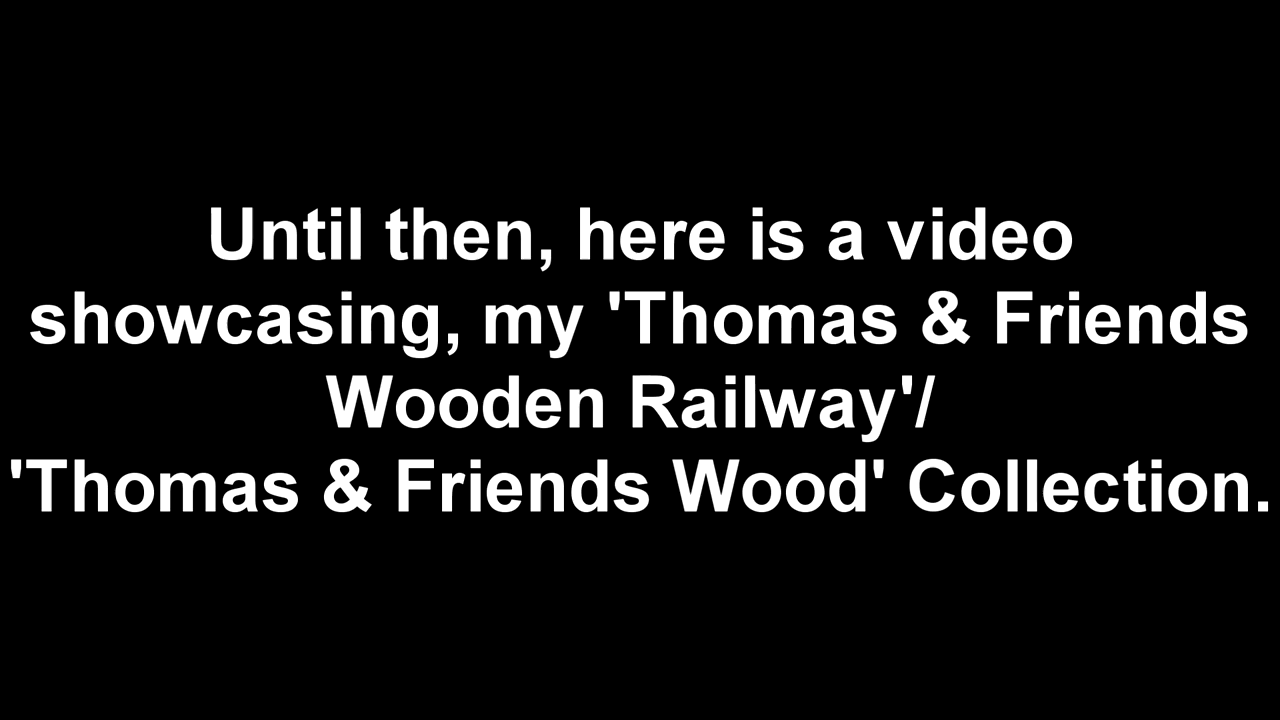 Until then, here is a video
showcasing, my 'Thomas & Friends
Wooden Railway'/
'Thomas & Friends Wood' Collection.